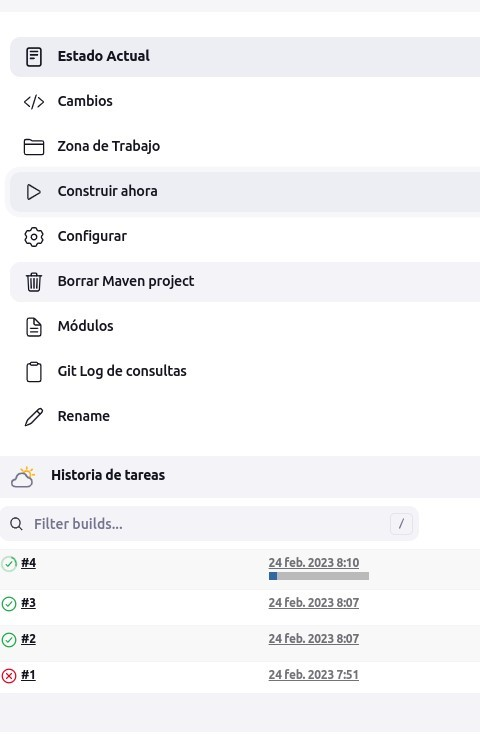 Estado Actual
Cambios
Zona de Trabajo
Construir ahora
Configurar
Borrar Maven project
Módulos
Git Log de consultas
Rename
Historia de tareas
Filter builds... /
#4 24 feb. 2023 8:10
#3 24 feb. 2023 8:07
#2 24 feb. 2023 8:07
#1 24 feb. 2023 7:51